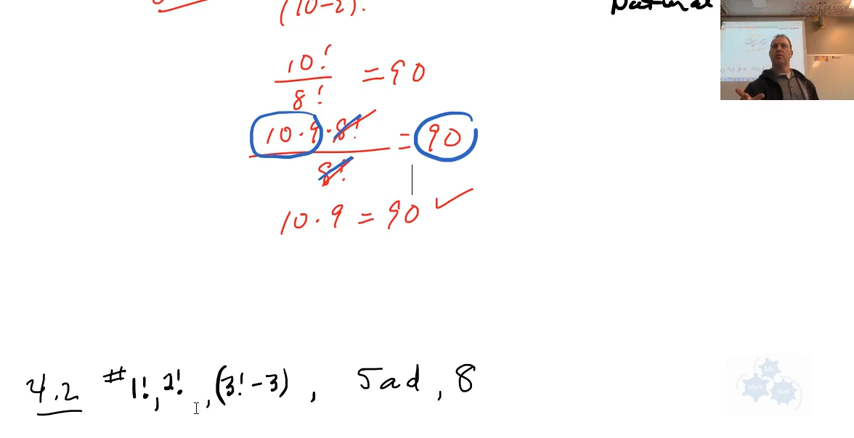 (10-2)!
Natural
10!/8! = 90
10·9·8!/8! = 90
10·9 = 90 ✓
4.2 #1!, 2!, (3!-3), 5ad, 8